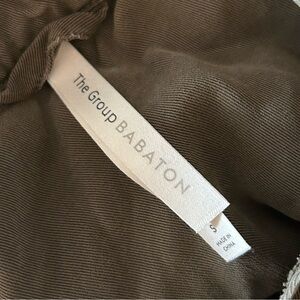 The Group BABATON
S
MADE IN
CHINA